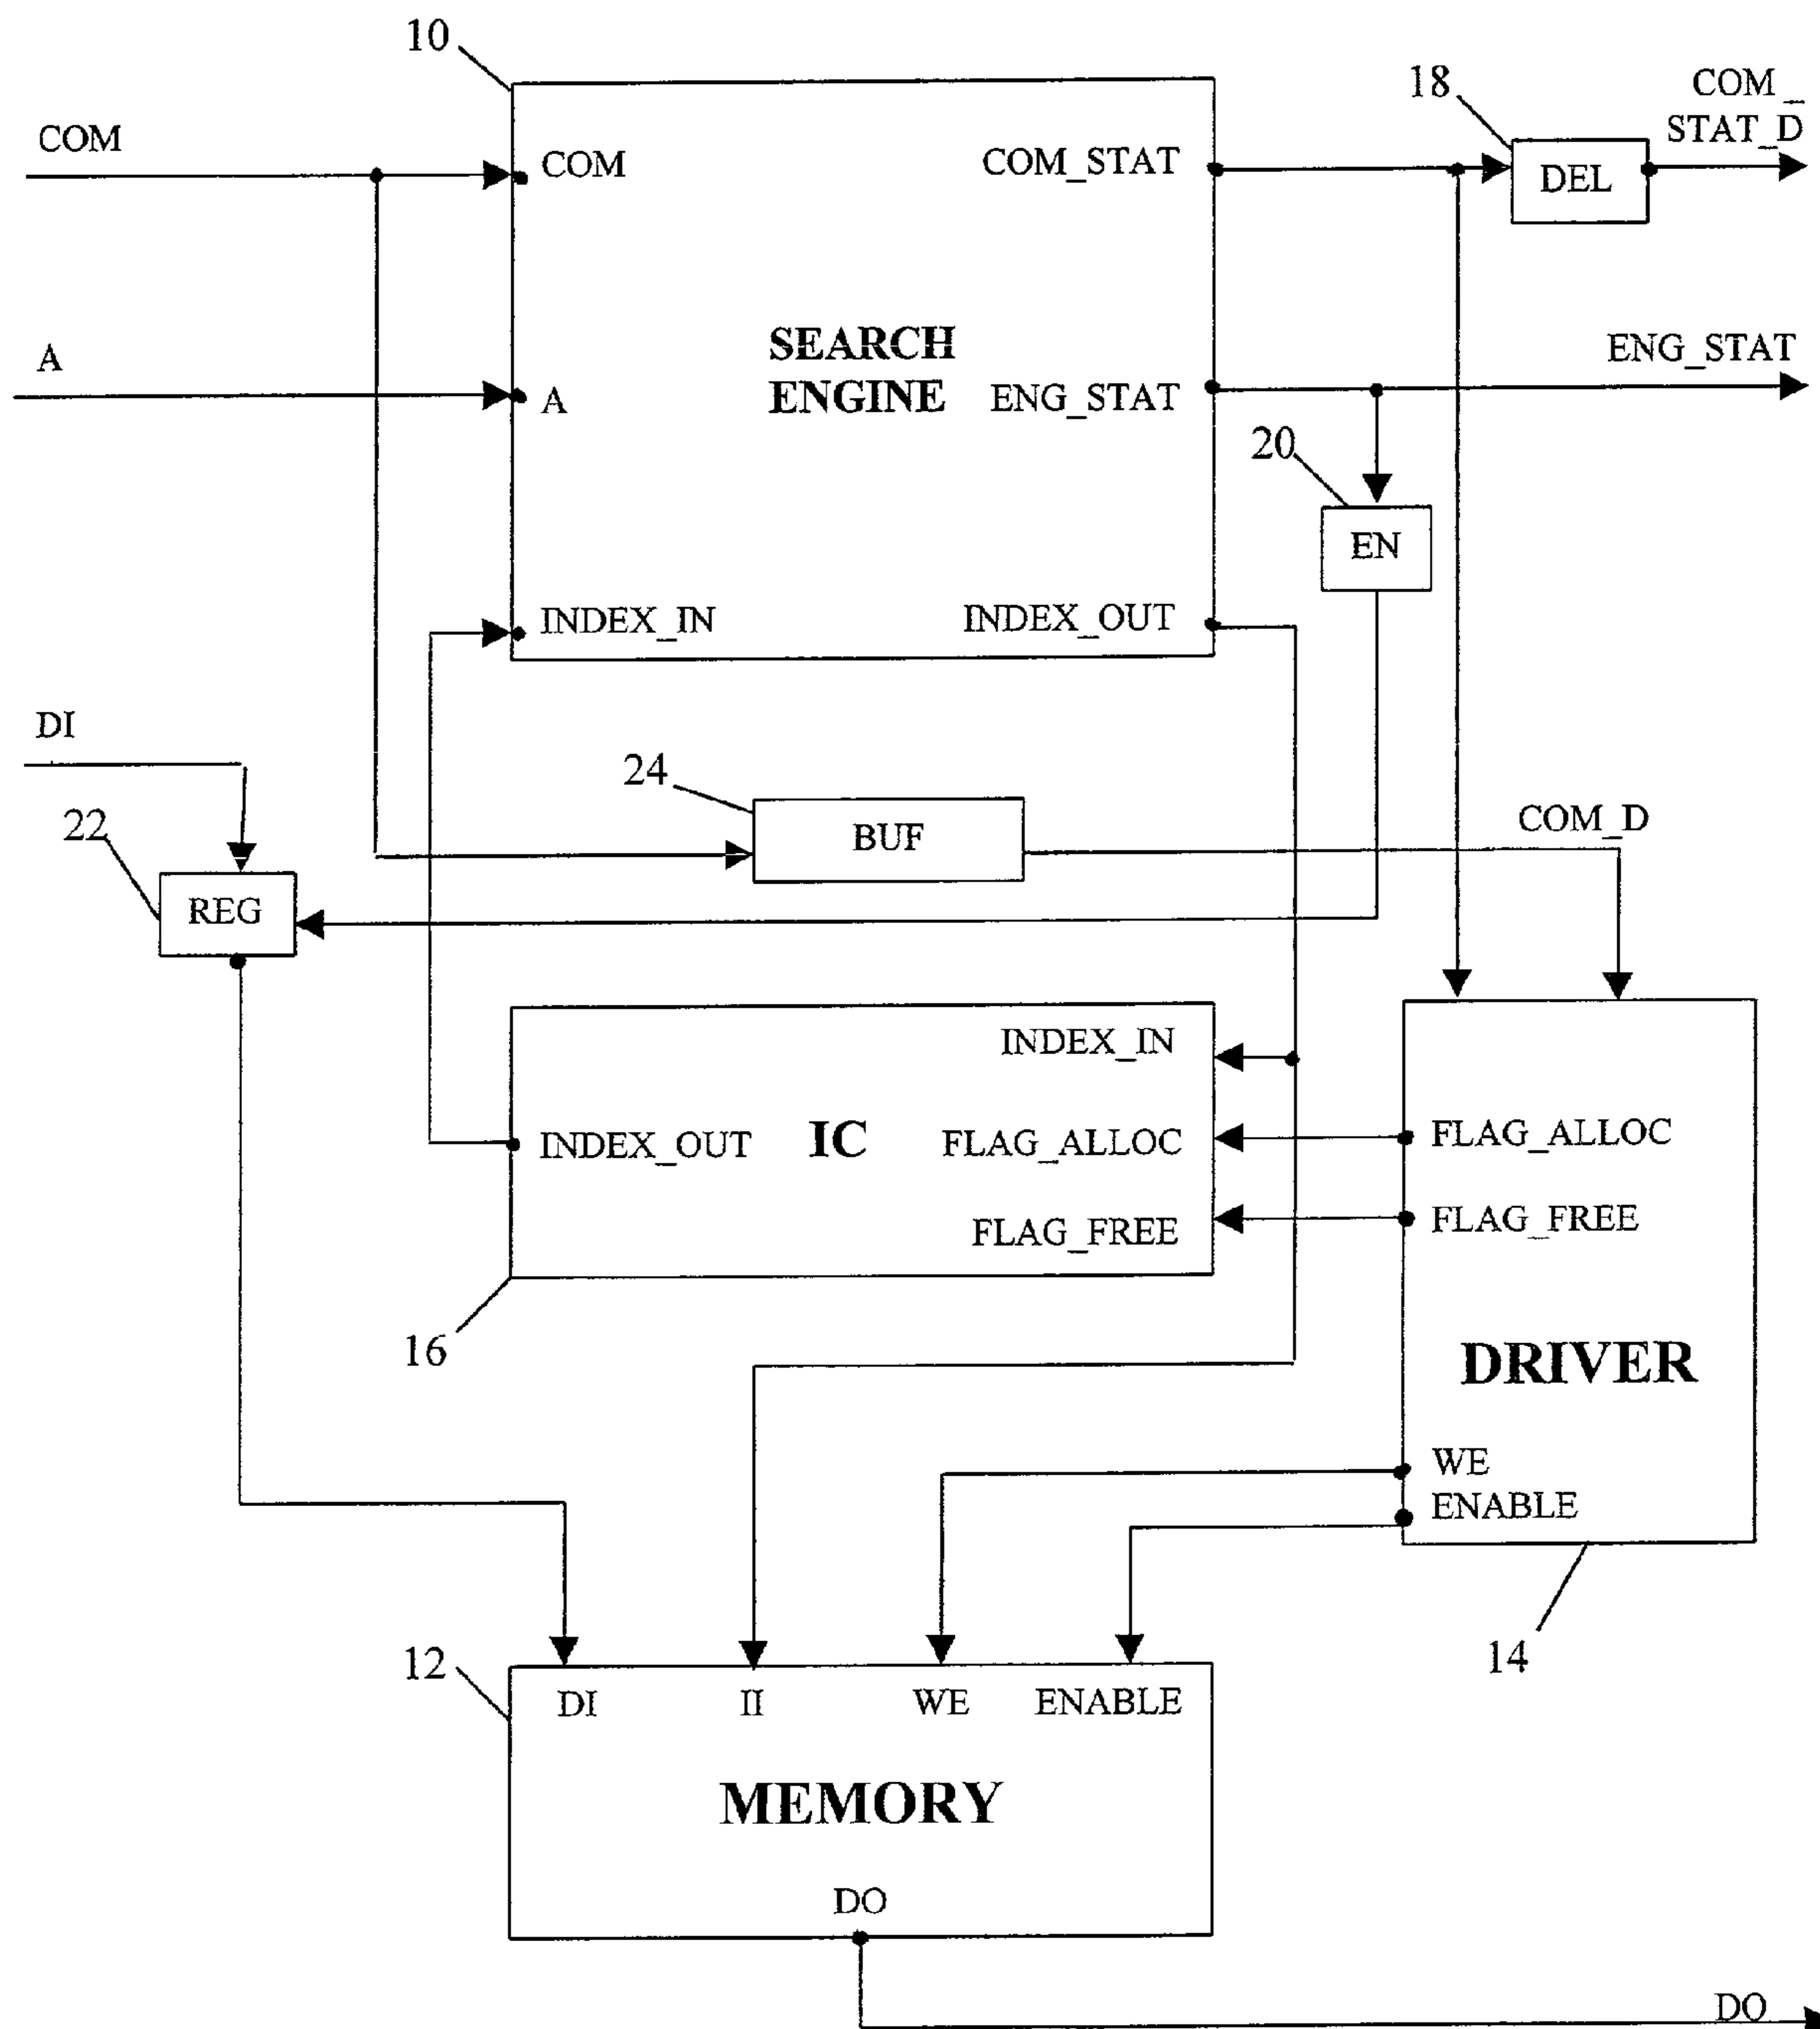 10
18
COM_
STAT_D
COM
COM
COM_STAT
DEL
A
A
SEARCH
ENGINE
ENG_STAT
ENG_STAT
20
EN
INDEX_IN
INDEX_OUT
DI
24
BUF
COM_D
22
REG
INDEX_IN
INDEX_OUT
IC
FLAG_ALLOC
FLAG_ALLOC
FLAG_FREE
FLAG_FREE
16
DRIVER
WE
ENABLE
14
12
DI
II
WE
ENABLE
MEMORY
DO
DO